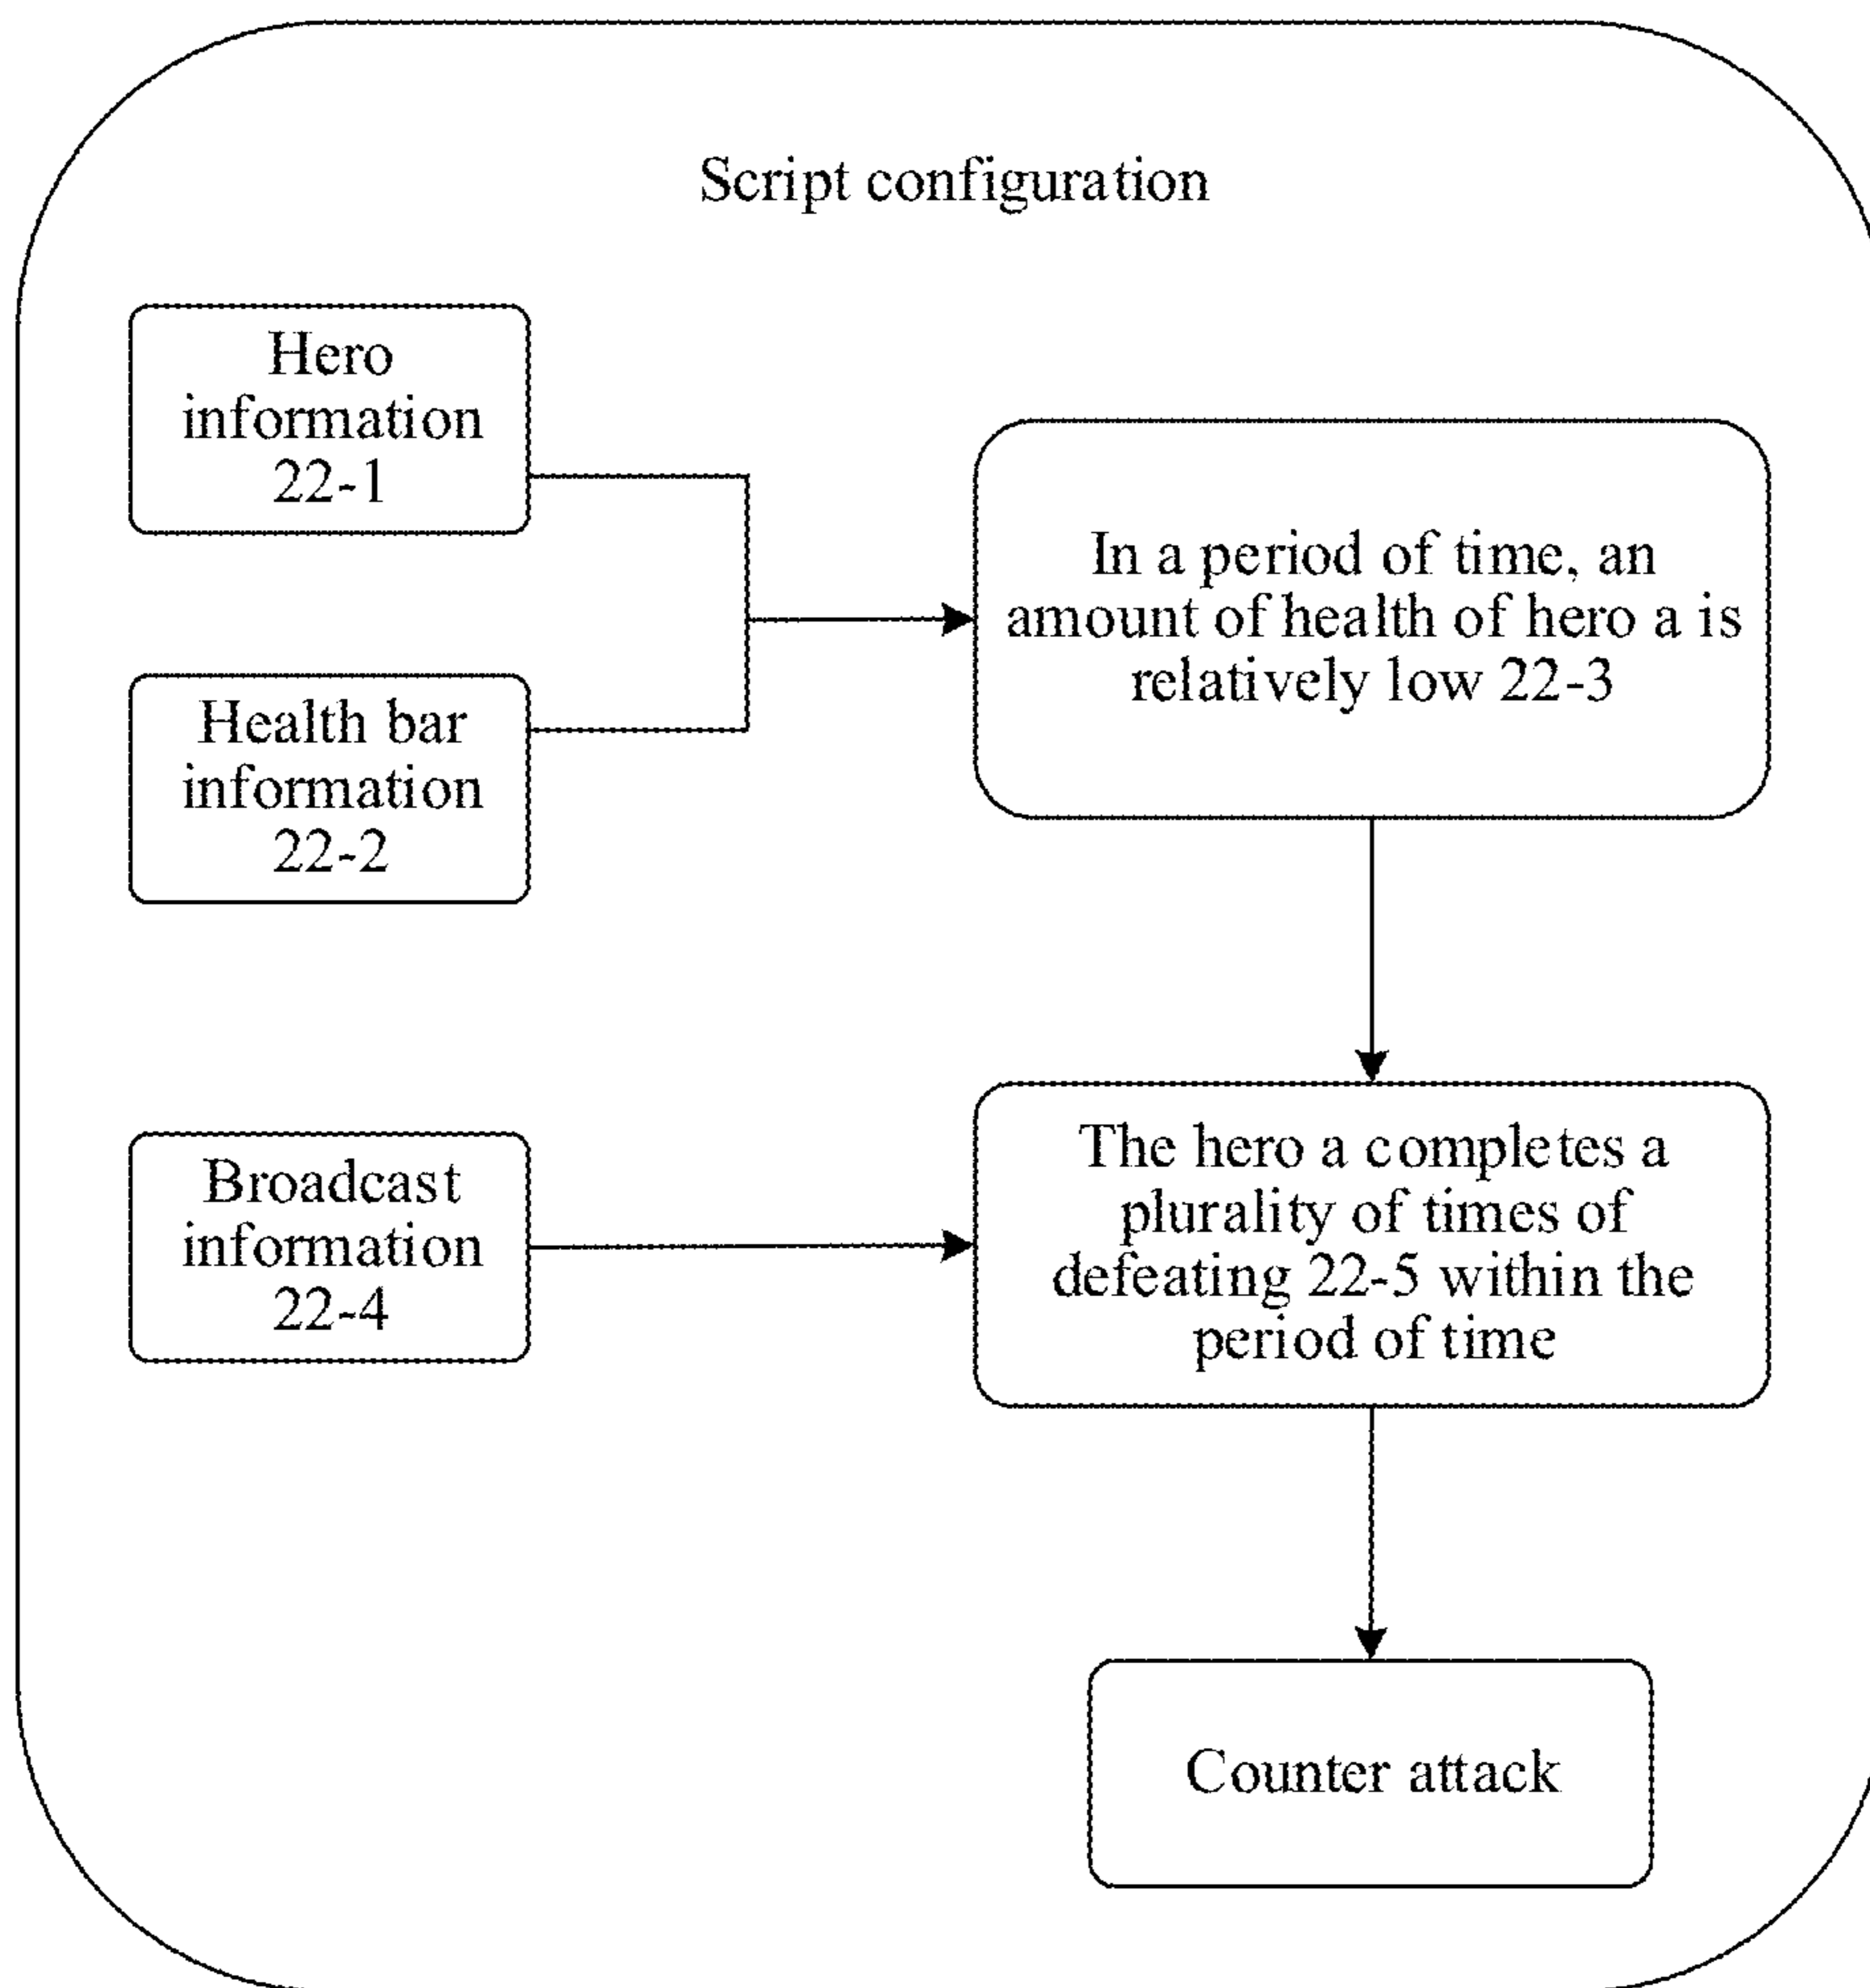 Script configuration
Hero
information
22-1
Health bar
information
22-2
In a period of time, an
amount of health of hero a is
relatively low 22-3
Broadcast
information
22-4
The hero a completes a
plurality of times of
defeating 22-5 within the
period of time
Counter attack